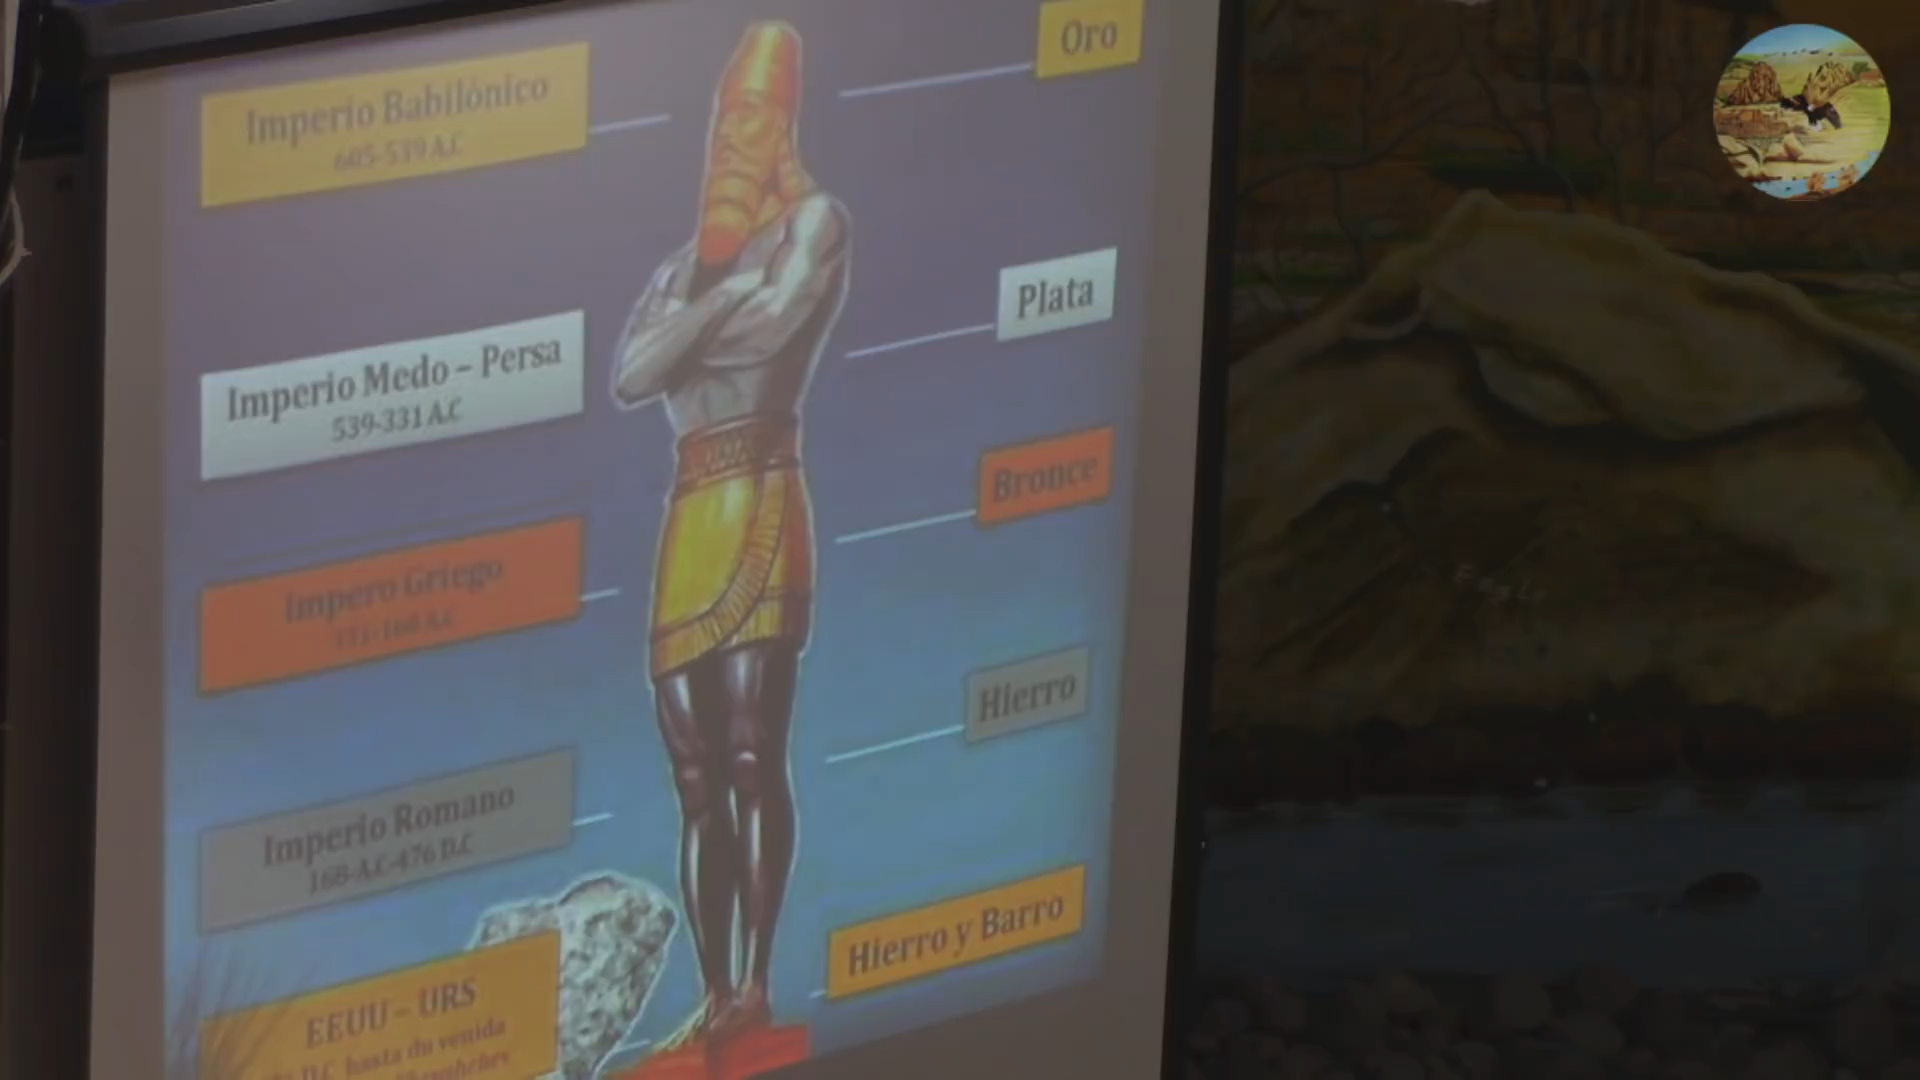 Oro
Imperio Babilónico
605-539 A.C
Plata
Imperio Medo – Persa
539-331 A.C
Bronce
impero Griego
Hierro
Imperio Romano
168-A.C-476 D.C
Hierro y Barro
EEUU – URS
D.C hasta du venida